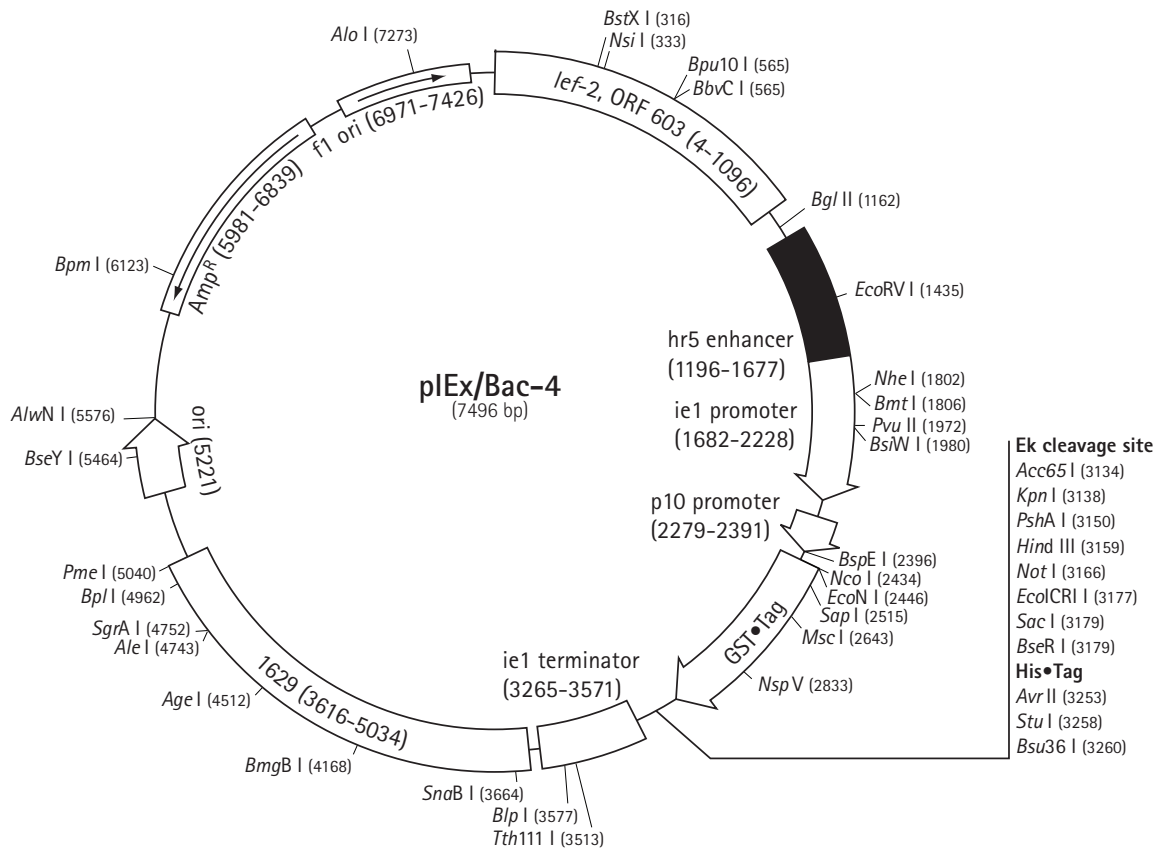 BstX I (316)
Nsi I (333)
Bpu10 I (565)
BbvC I (565)
lef-2, ORF 603 (4-1096)
Bgl II (1162)
EcoRV I (1435)
hr5 enhancer
(1196-1677)
Nhe I (1802)
Bmt I (1806)
Pvu II (1972)
BsiW I (1980)
ie1 promoter
(1682-2228)
p10 promoter
(2279-2391)
BspE I (2396)
Nco I (2434)
EcoN I (2446)
Sap I (2515)
Msc I (2643)
GST•Tag
Nsp V (2833)
Ek cleavage site
Acc65 I (3134)
Kpn I (3138)
PshA I (3150)
Hind III (3159)
Not I (3166)
EcoICRI I (3177)
Sac I (3179)
BseR I (3179)
His•Tag
Avr II (3253)
Stu I (3258)
Bsu36 I (3260)
ie1 terminator
(3265-3571)
Tth111 I (3513)
Blp I (3577)
SnaB I (3664)
1629 (3616-5034)
BmgB I (4168)
Age I (4512)
Ale I (4743)
SgrA I (4752)
Bpl I (4962)
Pme I (5040)
ori (5221)
BseY I (5464)
AlwN I (5576)
AmpR (5981-6839)
Bpm I (6123)
f1 ori (6971-7426)
Alo I (7273)
pIEx/Bac-4
(7496 bp)